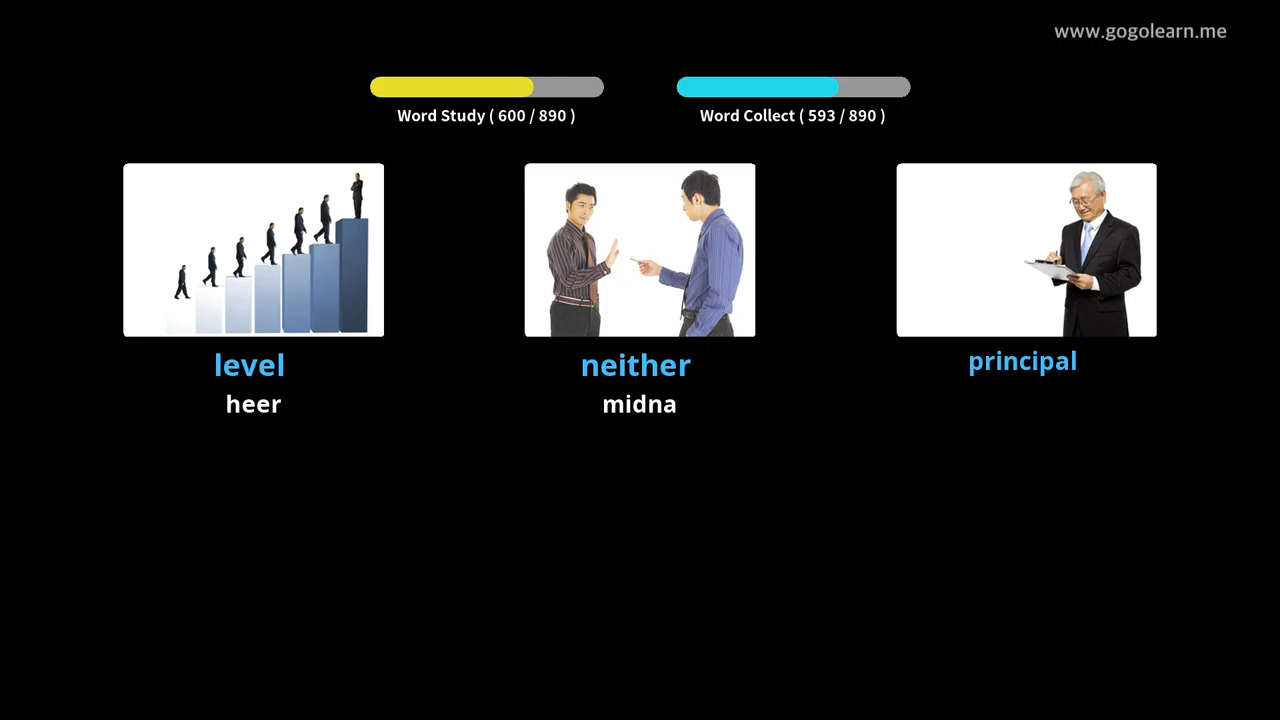 www.gogolearn.me
Word Study ( 600 / 890 )
Word Collect ( 593 / 890 )
level
heer
neither
midna
principal